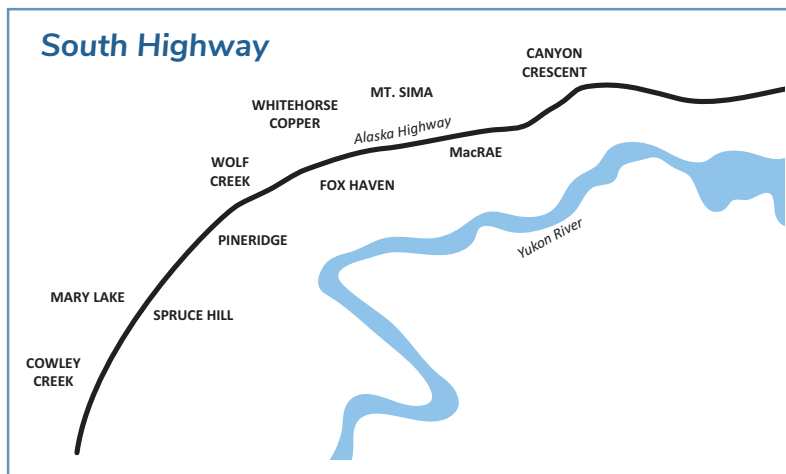 South Highway
CANYON
CRESCENT
MT. SIMA
WHITEHORSE
COPPER
Alaska Highway
MacRAE
WOLF
CREEK
FOX HAVEN
PINERIDGE
Yukon River
MARY LAKE
SPRUCE HILL
COWLEY
CREEK